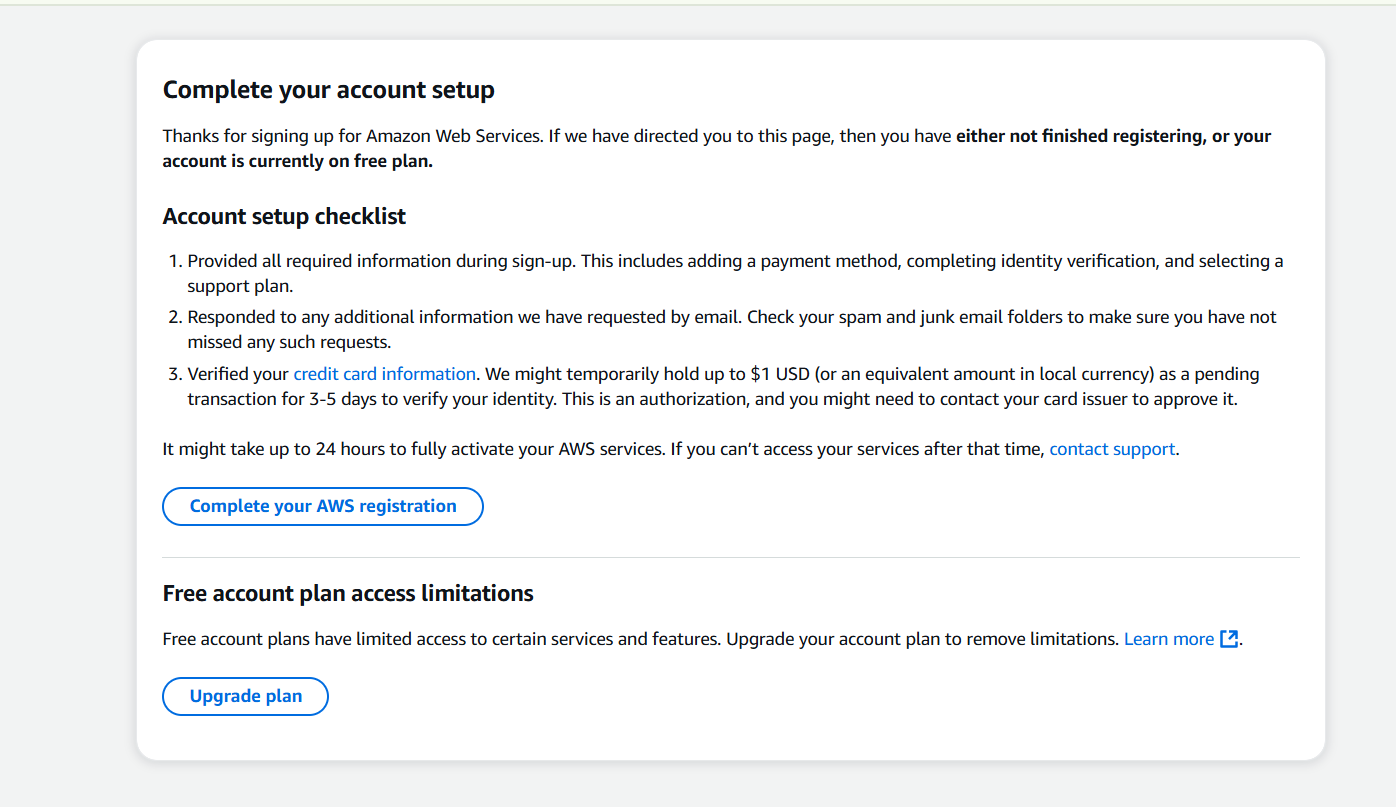 Complete your account setup
Thanks for signing up for Amazon Web Services. If we have directed you to this page, then you have either not finished registering, or your
account is currently on free plan.
Account setup checklist
1. Provided all required information during sign-up. This includes adding a payment method, completing identity verification, and selecting a
support plan.
2. Responded to any additional information we have requested by email. Check your spam and junk email folders to make sure you have not
missed any such requests.
3. Verified your credit card information. We might temporarily hold up to $1 USD (or an equivalent amount in local currency) as a pending
transaction for 3-5 days to verify your identity. This is an authorization, and you might need to contact your card issuer to approve it.
It might take up to 24 hours to fully activate your AWS services. If you can’t access your services after that time, contact support.
Complete your AWS registration
Free account plan access limitations
Free account plans have limited access to certain services and features. Upgrade your account plan to remove limitations. Learn more.
Upgrade plan